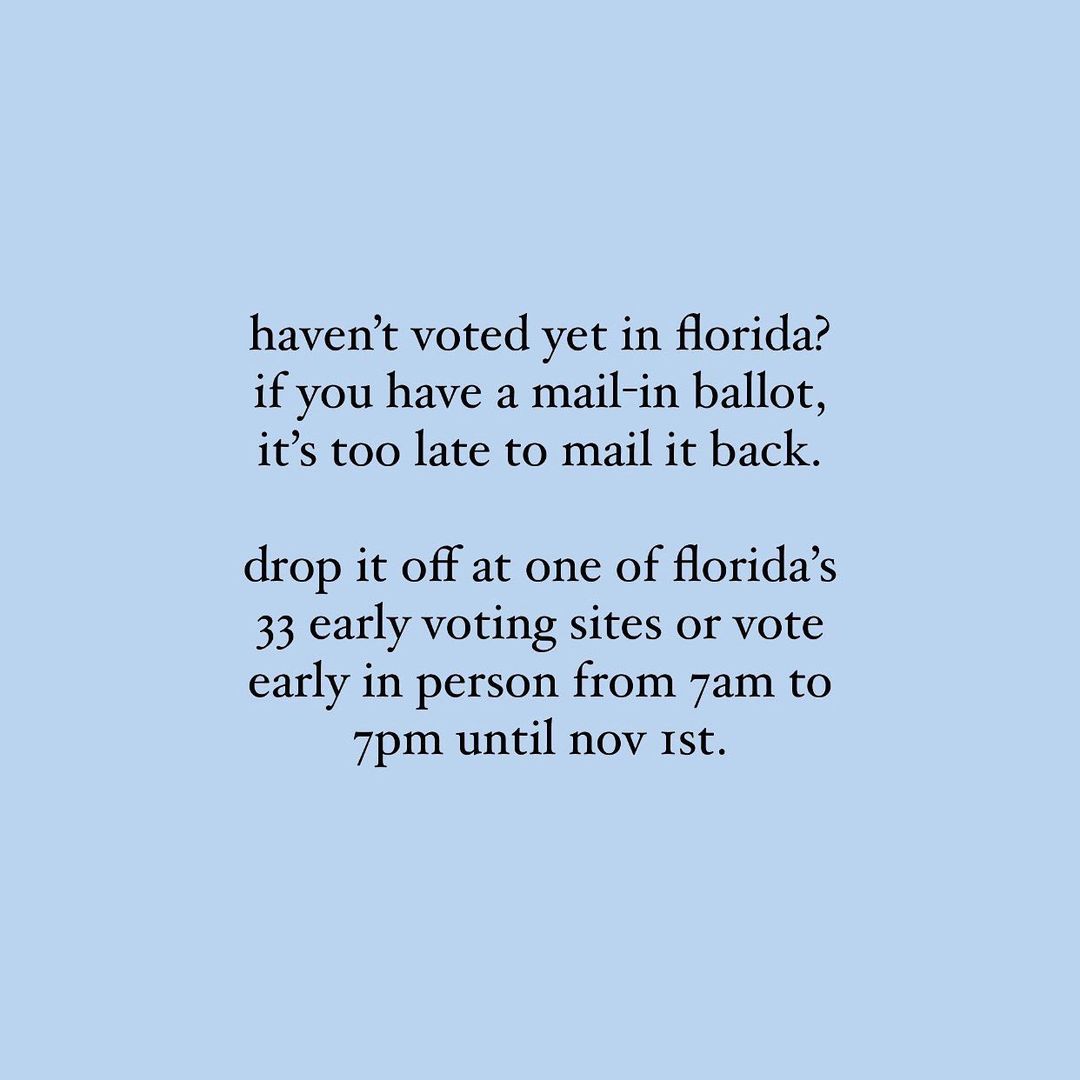 haven’t voted yet in florida?
if you have a mail-in ballot,
it’s too late to mail it back.
drop it off at one of florida’s
33 early voting sites or vote
early in person from 7am to
7pm until nov 1st.